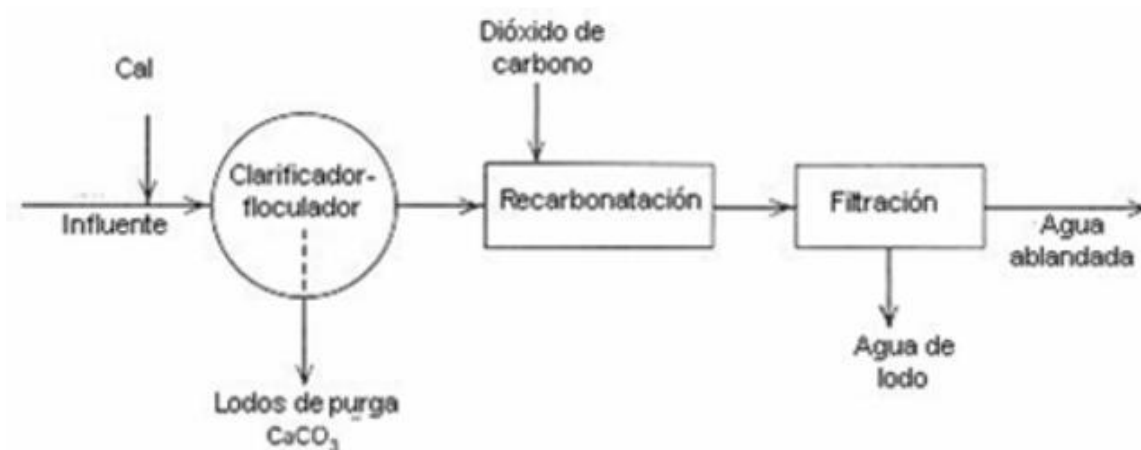 Cal
Dióxido de
carbono
Clarificador-
floculador
Influente
Recarbonatación
Filtración
Agua
ablandada
Lodos de purga
CaCO₃
Agua de
lodo